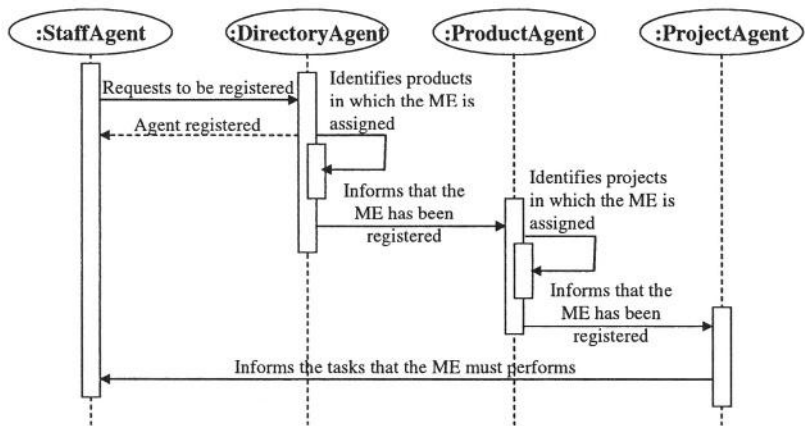 :StaffAgent
:DirectoryAgent
:ProductAgent
:ProjectAgent
Requests to be registered
Identifies products
in which the ME is
assigned
Agent registered
Informs that the
ME has been
registered
Identifies projects
in which the ME is
assigned
Informs that the
ME has been
registered
Informs the tasks that the ME must performs